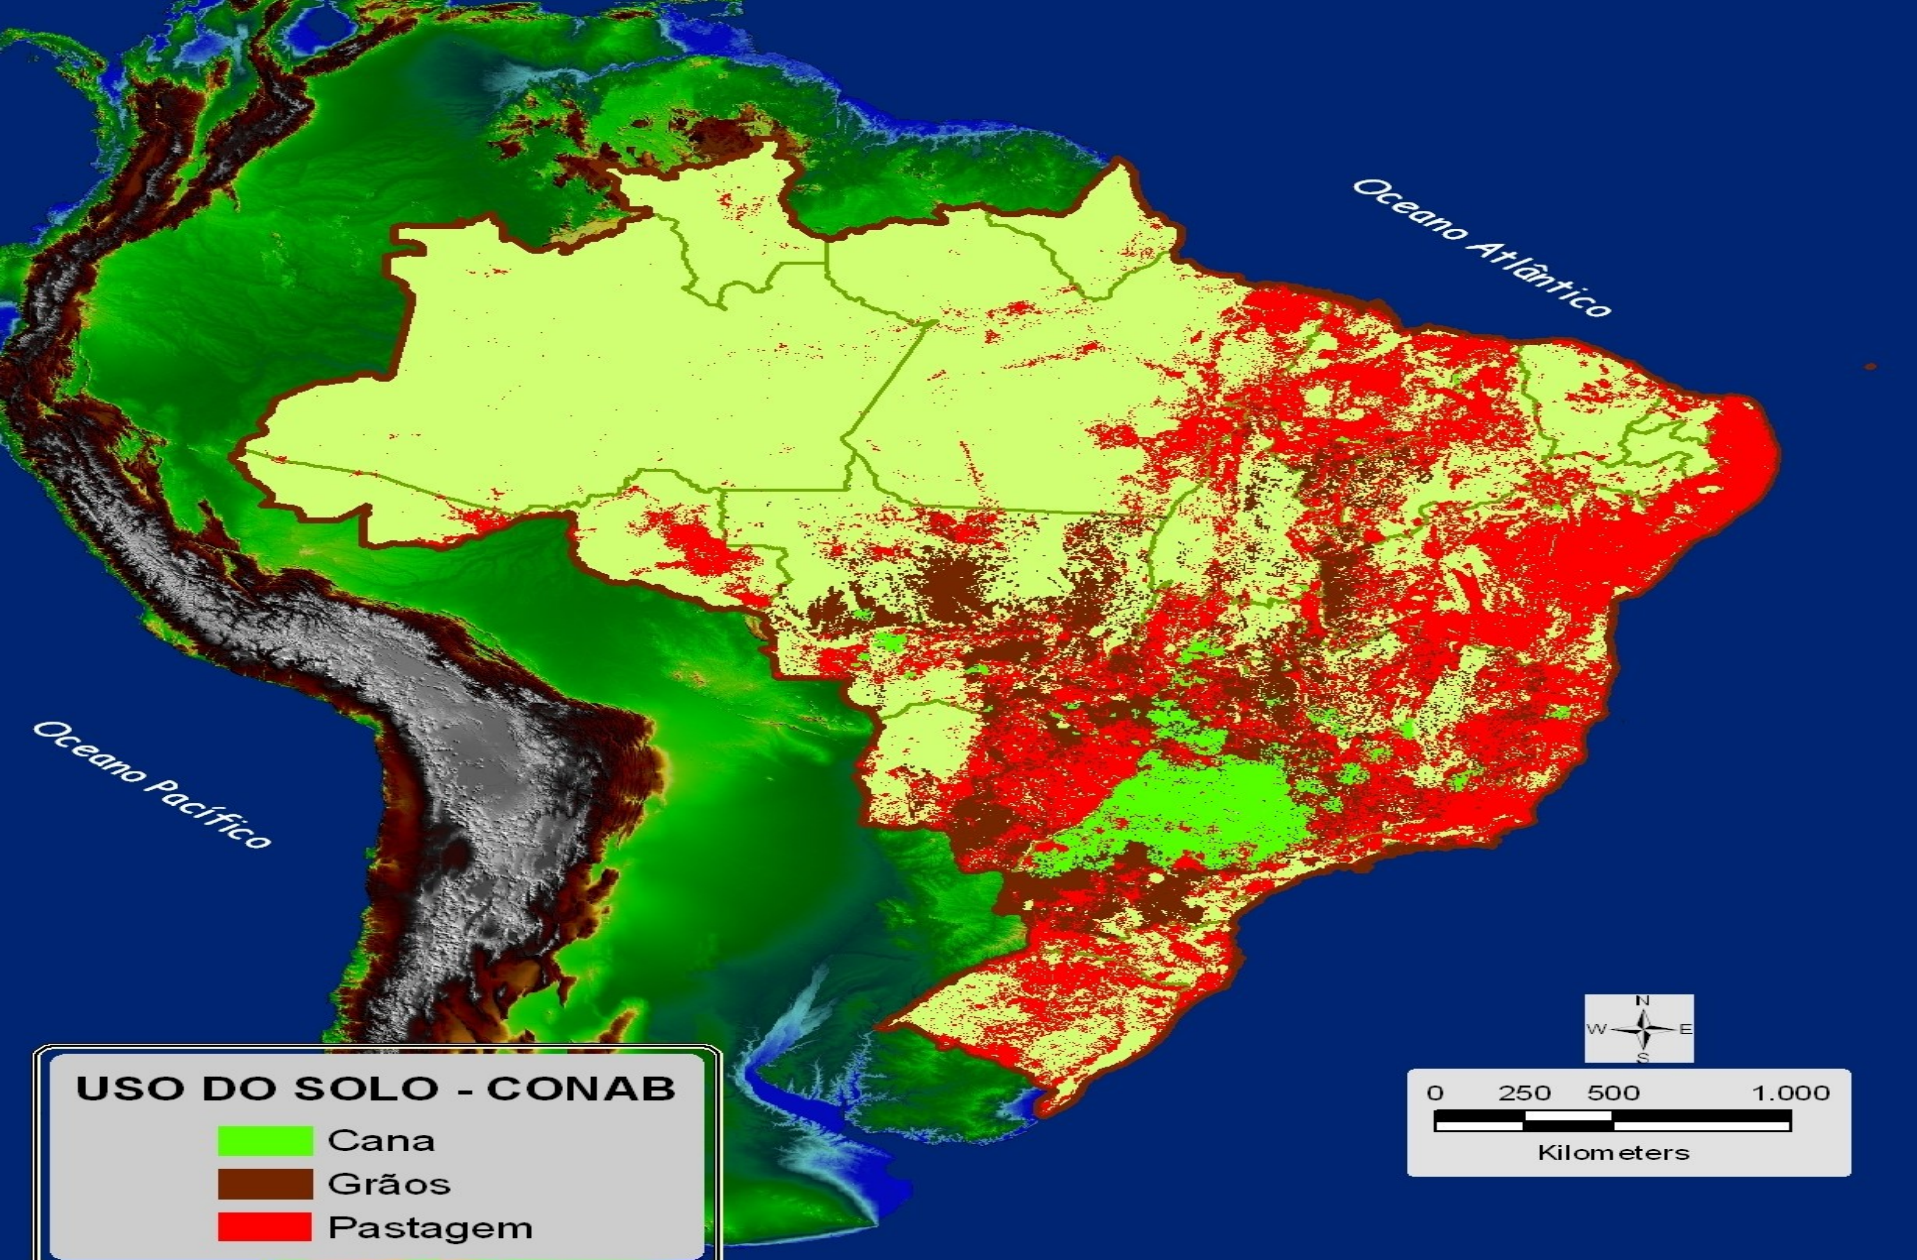 Oceano Atlântico
Oceano Pacífico
N
W E
S
USO DO SOLO - CONAB
Cana
Grãos
Pastagem
0 250 500 1.000
Kilometers